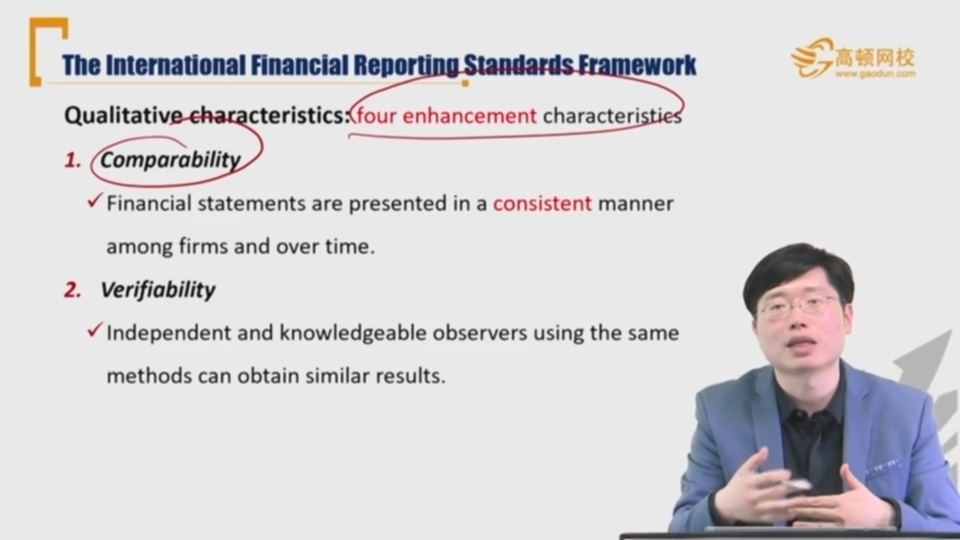 The International Financial Reporting Standards Framework
高顿网校
www.gaodun.com
Qualitative characteristics: four enhancement characteristics
1. Comparability
✓Financial statements are presented in a consistent manner
among firms and over time.
2. Verifiability
✓Independent and knowledgeable observers using the same
methods can obtain similar results.